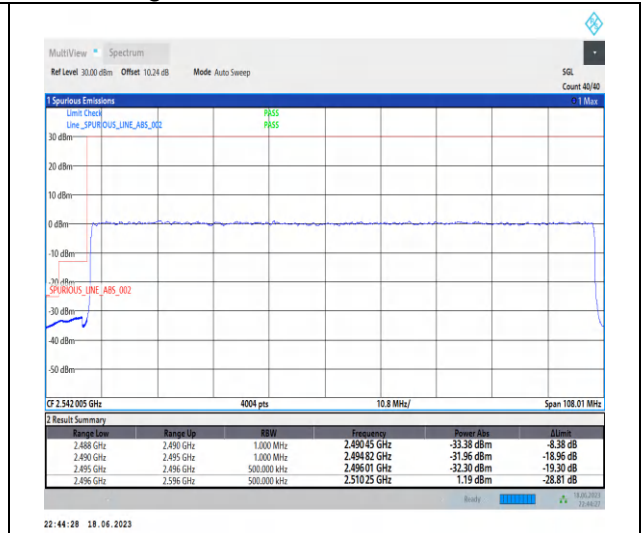 MultiView Spectrum
Ref Level 30.00 dBm Offset 10.24 dB Mode Auto Sweep SGL
Count 40/40
1 Spurious Emissions 1 Max
Limit Check PASS
Line _SPURIOUS_LINE_ABS_002 PASS
30 dBm
20 dBm
10 dBm
0 dBm
-10 dBm
-20 dBm
_SPURIOUS_LINE_ABS_002
-30 dBm
-40 dBm
-50 dBm
CF 2.542 005 GHz 4004 pts 10.8 MHz/ Span 108.01 MHz
2 Result Summary
Range Low Range Up RBW Frequency Power Abs ΔLimit
2.488 GHz 2.490 GHz 1.000 MHz 2.490 45 GHz -33.38 dBm -8.38 dB
2.490 GHz 2.495 GHz 1.000 MHz 2.494 82 GHz -31.96 dBm -18.96 dB
2.495 GHz 2.496 GHz 500.000 kHz 2.496 01 GHz -32.30 dBm -19.30 dB
2.496 GHz 2.596 GHz 500.000 kHz 2.510 25 GHz 1.19 dBm -28.81 dB
Ready 18.06.2023
22:44:27
22:44:28 18.06.2023